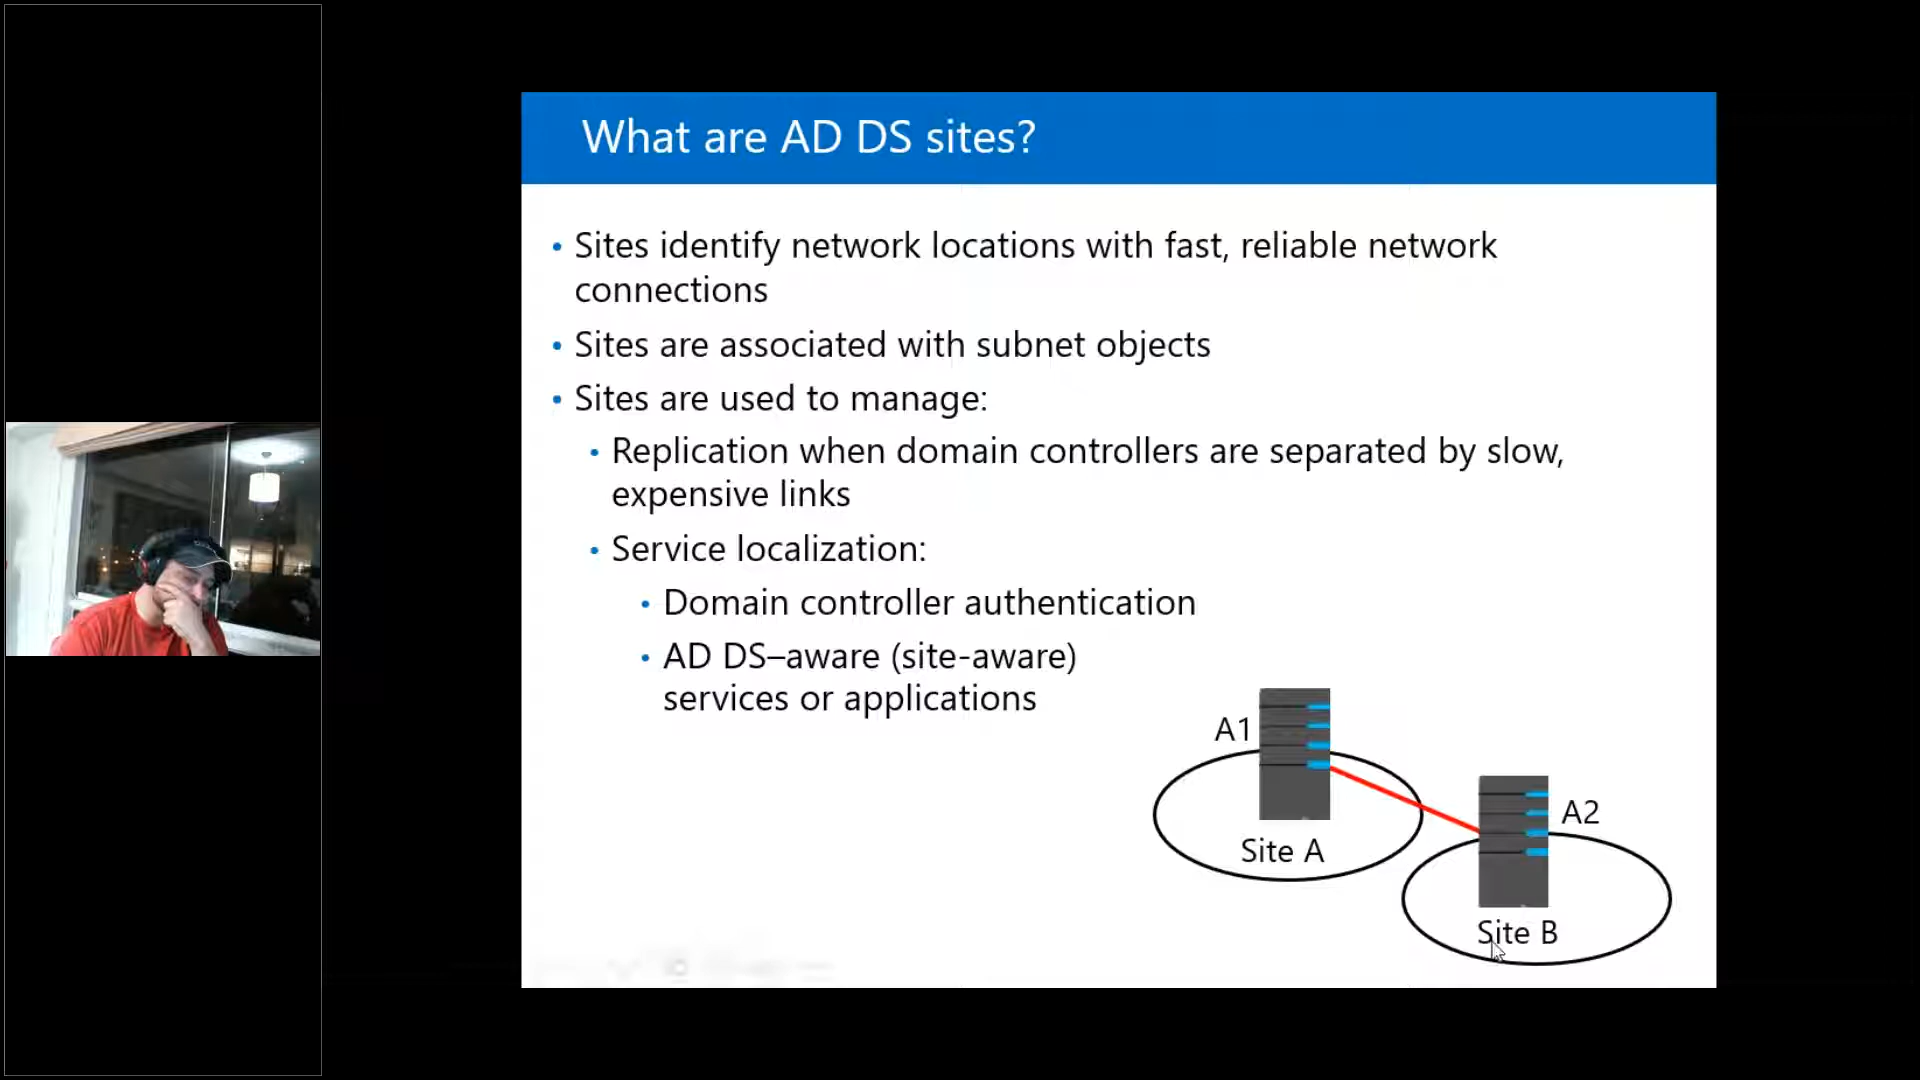 What are AD DS sites?
• Sites identify network locations with fast, reliable network
connections
• Sites are associated with subnet objects
• Sites are used to manage:
• Replication when domain controllers are separated by slow,
expensive links
• Service localization:
• Domain controller authentication
• AD DS–aware (site-aware)
services or applications
A1
Site A
A2
Site B